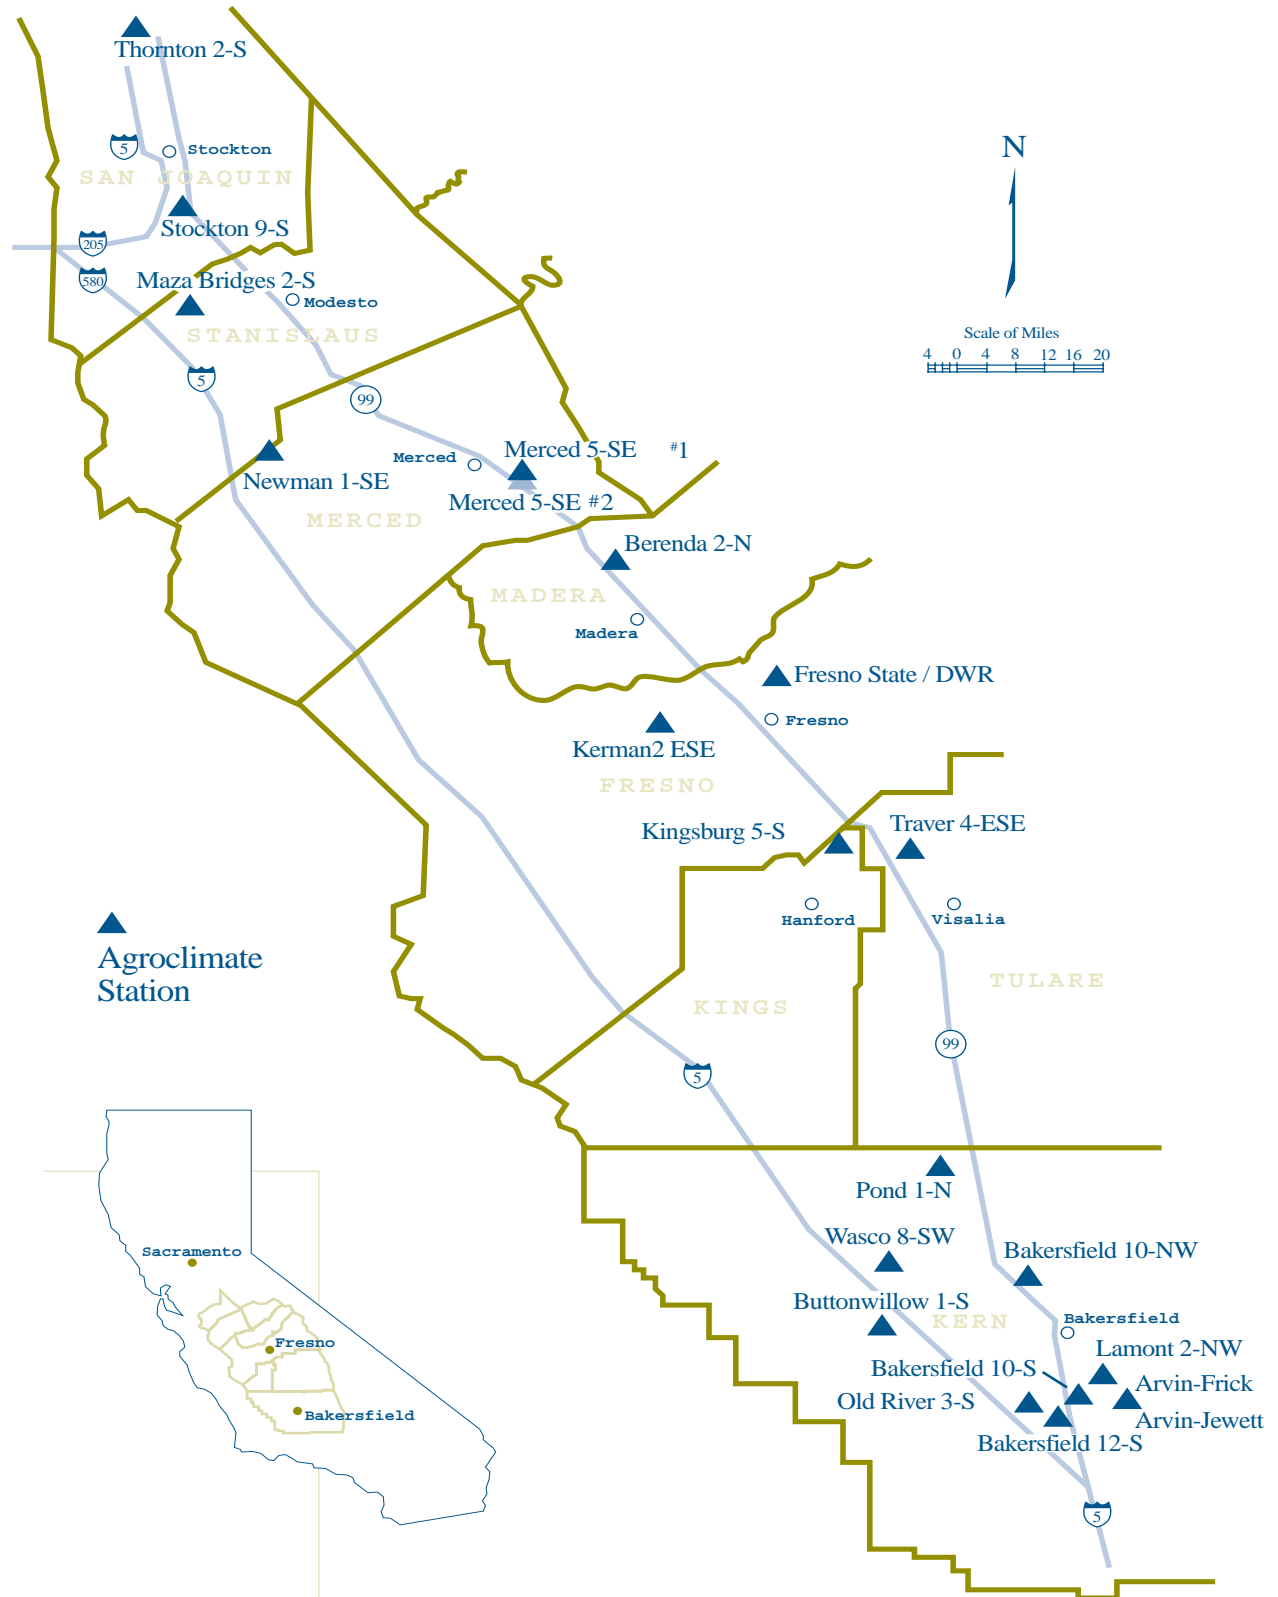 Thornton 2-S
5
Stockton
SAN JOAQUIN
N
Stockton 9-S
205
580
Maza Bridges 2-S
Modesto
STANISLAUS
Scale of Miles
4 0 4 8 12 16 20
5
99
Merced
Merced 5-SE #1
Newman 1-SE
Merced 5-SE #2
MERCED
Berenda 2-N
MADERA
Madera
Fresno State / DWR
Fresno
Kerman2 ESE
FRESNO
Kingsburg 5-S
Traver 4-ESE
Hanford
Visalia
Agroclimate
Station
TULARE
KINGS
99
5
Pond 1-N
Wasco 8-SW
Bakersfield 10-NW
Sacramento
Buttonwillow 1-S
KERN
Bakersfield
Fresno
Lamont 2-NW
Bakersfield 10-S
Arvin-Frick
Old River 3-S
Bakersfield
Arvin-Jewett
Bakersfield 12-S
5